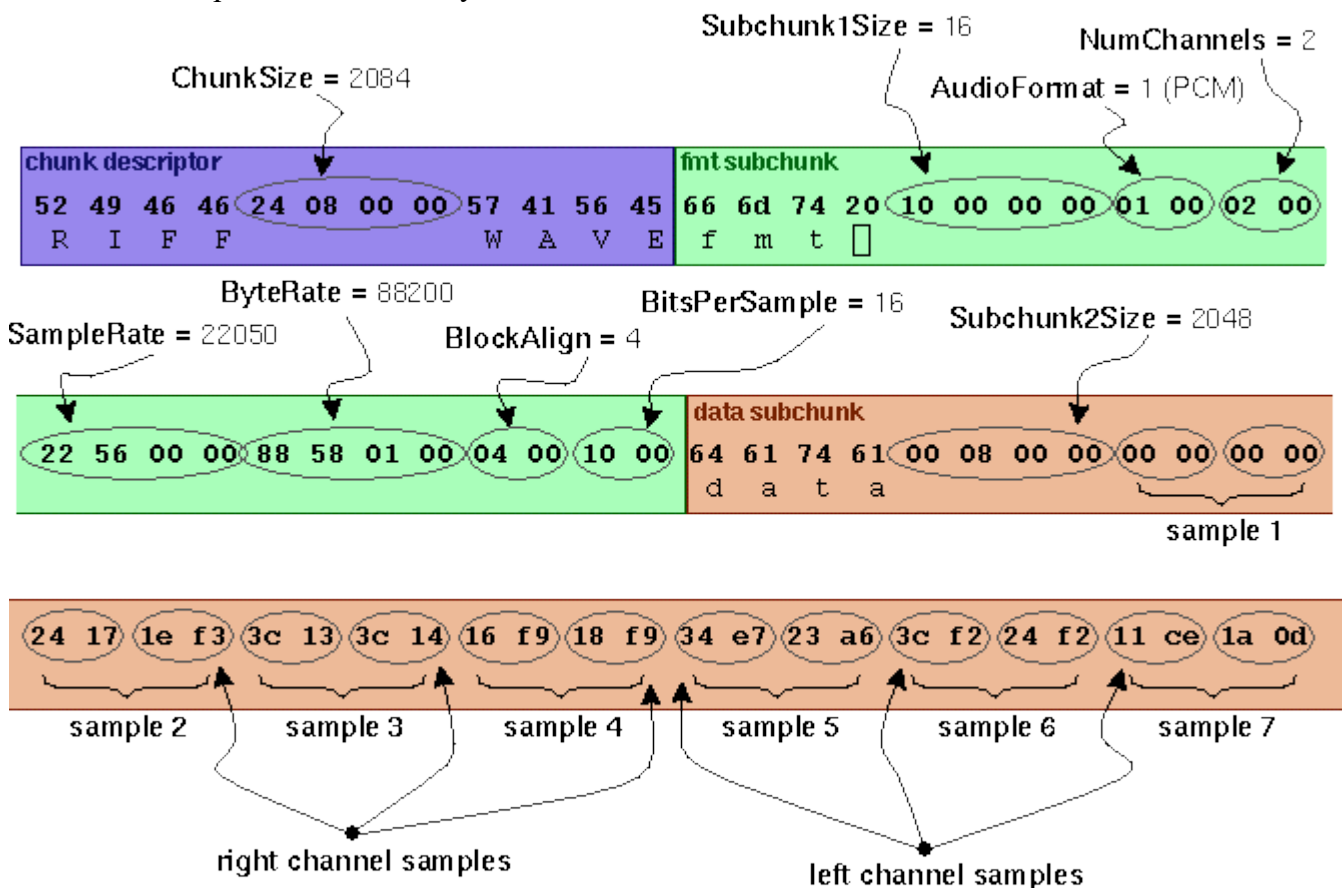 Subchunk1Size = 16
NumChannels = 2
ChunkSize = 2084
AudioFormat = 1 (PCM)
chunk descriptor fmt subchunk
52 49 46 46 24 08 00 00 57 41 56 45 66 6d 74 20 10 00 00 00 01 00 02 00
R I F F W A V E f m t
ByteRate = 88200
BitsPerSample = 16
SampleRate = 22050 BlockAlign = 4 Subchunk2Size = 2048
data subchunk
22 56 00 00 88 58 01 00 04 00 10 00 64 61 74 61 00 08 00 00 00 00 00 00
d a t a
sample 1
24 17 1e f3 3c 13 3c 14 16 f9 18 f9 34 e7 23 a6 3c f2 24 f2 11 ce 1a 0d
sample 2 sample 3 sample 4 sample 5 sample 6 sample 7
right channel samples left channel samples